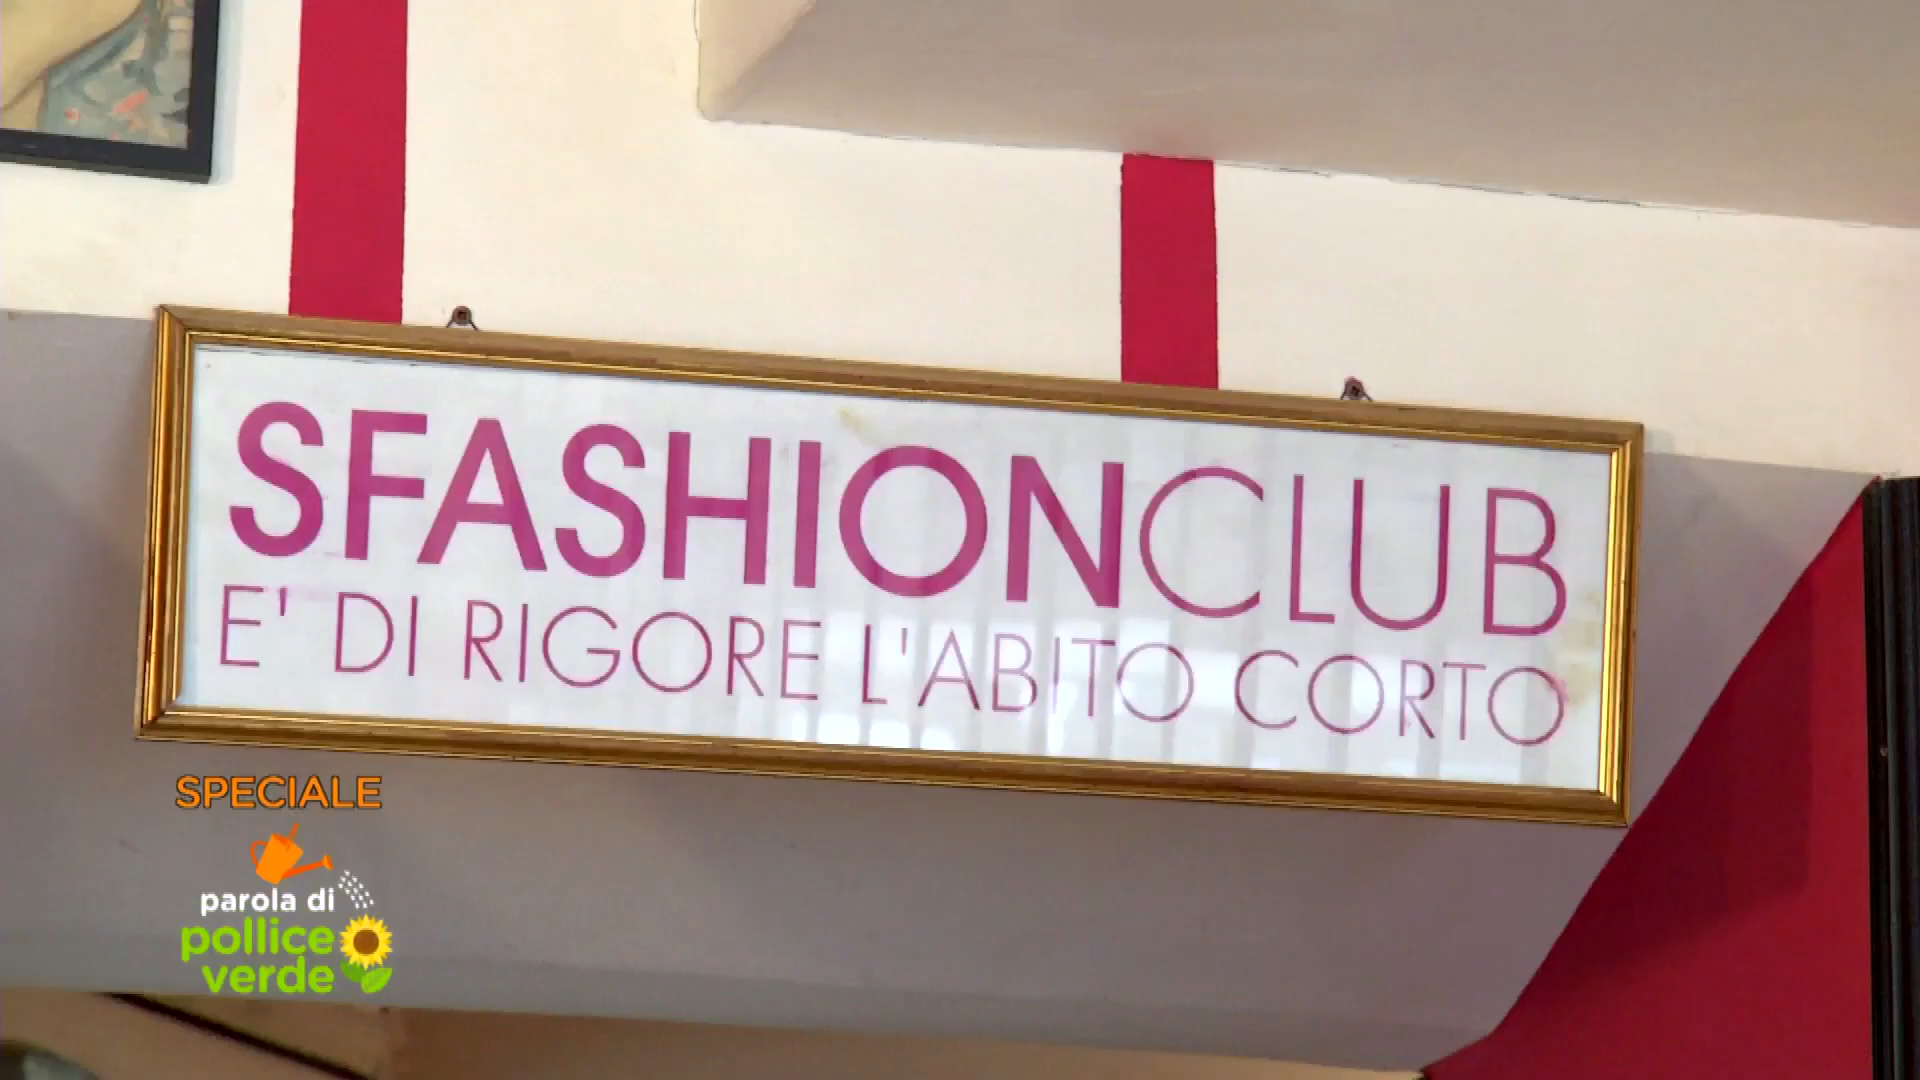 SFASHIONCLUB
E' DI RIGORE L'ABITO CORTO
SPECIALE
parola di
pollice
verde